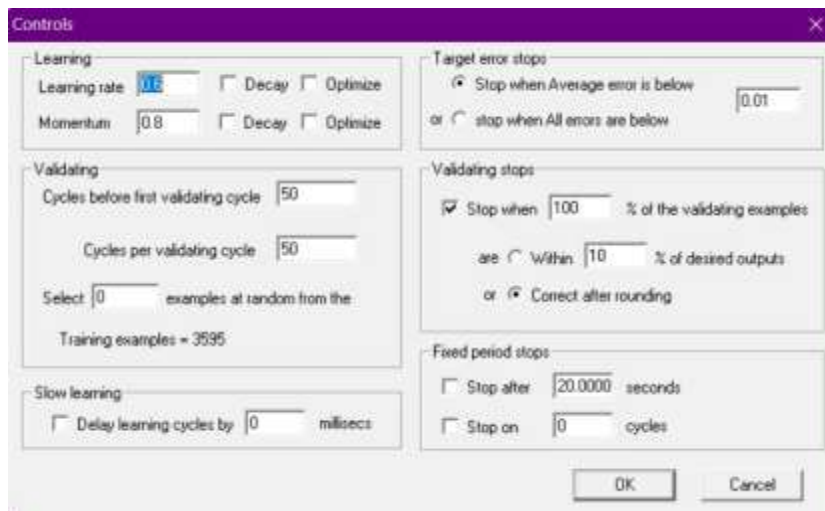 Controls
Learning
Learning rate 0.6 Decay Optimize
Momentum 0.8 Decay Optimize
Validating
Cycles before first validating cycle 50
Cycles per validating cycle 50
Select 0 examples at random from the
Training examples = 3595
Slow learning
Delay learning cycles by 0 millisecs
Target error stops
Stop when Average error is below
0.01
or stop when All errors are below
Validating stops
Stop when 100 % of the validating examples
are Within 10 % of desired outputs
or Correct after rounding
Fixed period stops
Stop after 20.0000 seconds
Stop on 0 cycles
OK Cancel